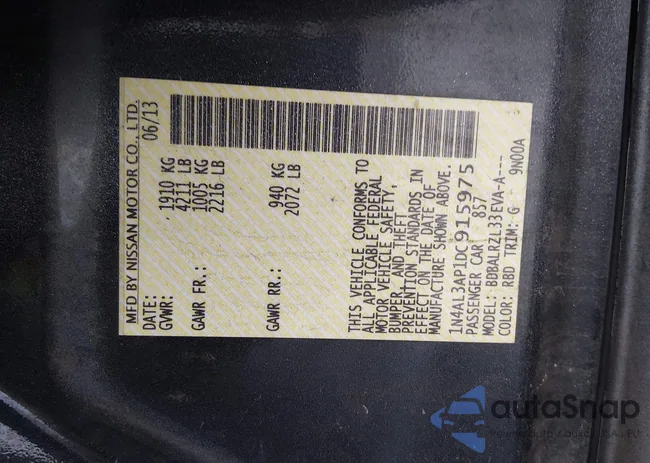 MFD BY NISSAN MOTOR CO., LTD.
DATE: 06/13
GVWR: 1910 KG
4211 LB
GAWR FR.: 1005 KG
2216 LB
GAWR RR.: 940 KG
2072 LB
THIS VEHICLE CONFORMS TO
ALL APPLICABLE FEDERAL
MOTOR VEHICLE SAFETY,
BUMPER, AND THEFT
PREVENTION STANDARDS IN
EFFECT ON THE DATE OF
MANUFACTURE SHOWN ABOVE.
1N4AL3AP1DC915975
PASSENGER CAR 857
MODEL: BDBALRZL33EVA-A---
COLOR: RBD TRIM: G 9N00A
autoSnap